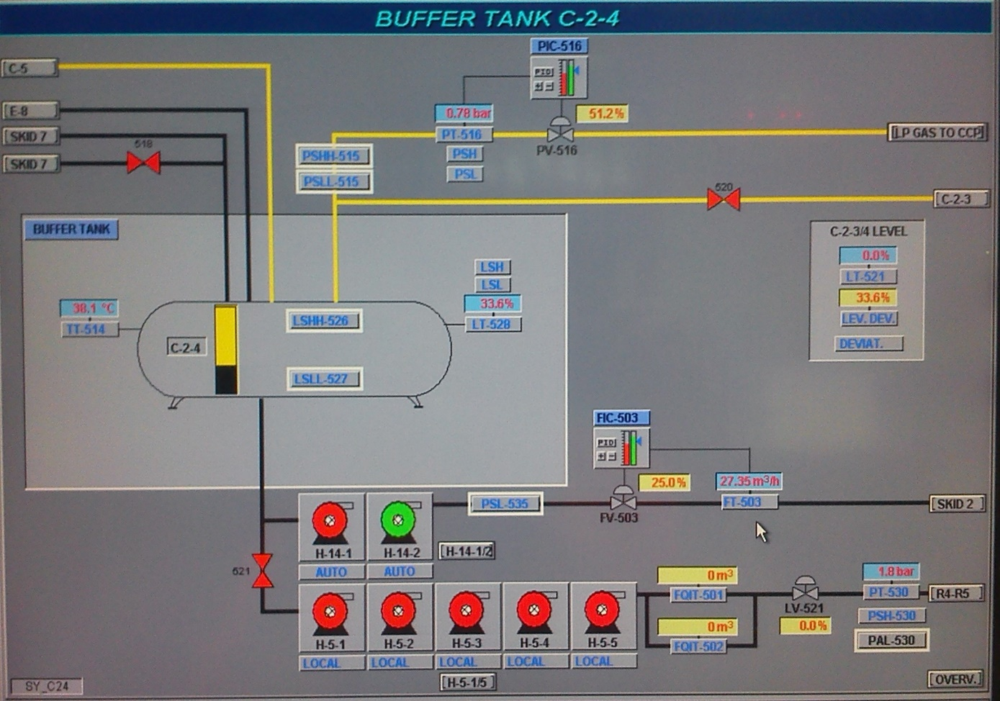 BUFFER TANK C-2-4
PIC-516
PID
+ -
[C-5 ]
0.78 bar
51.2%
[E-8 ]
PT-516
[LP GAS TO CCP]
PV-516
[SKID 7 ]
518
PSHH-515
PSH
[SKID 7 ]
PSLL-515
PSL
520
[C-2-3 ]
BUFFER TANK
C-2-3/4 LEVEL
0.0%
LT-521
33.6%
LEV. DEV.
DEVIAT.
LSH
LSL
38.1 °C
33.6%
TT-514
LSHH-526
LT-528
C-2-4
LSLL-527
FIC-503
PID
+ -
25.0%
27.35 m³/h
PSL-535
FT-503
[SKID 2 ]
FV-503
H-14-1
H-14-2
[H-14-1/2]
AUTO
AUTO
521
0 m³
1.8 bar
FQIT-501
PT-530
[R4-R5 ]
LV-521
PSH-530
0 m³
0.0%
PAL-530
FQIT-502
H-5-1
H-5-2
H-5-3
H-5-4
H-5-5
LOCAL
LOCAL
LOCAL
LOCAL
LOCAL
[H-5-1/5 ]
SY_C24
[OVERV.]